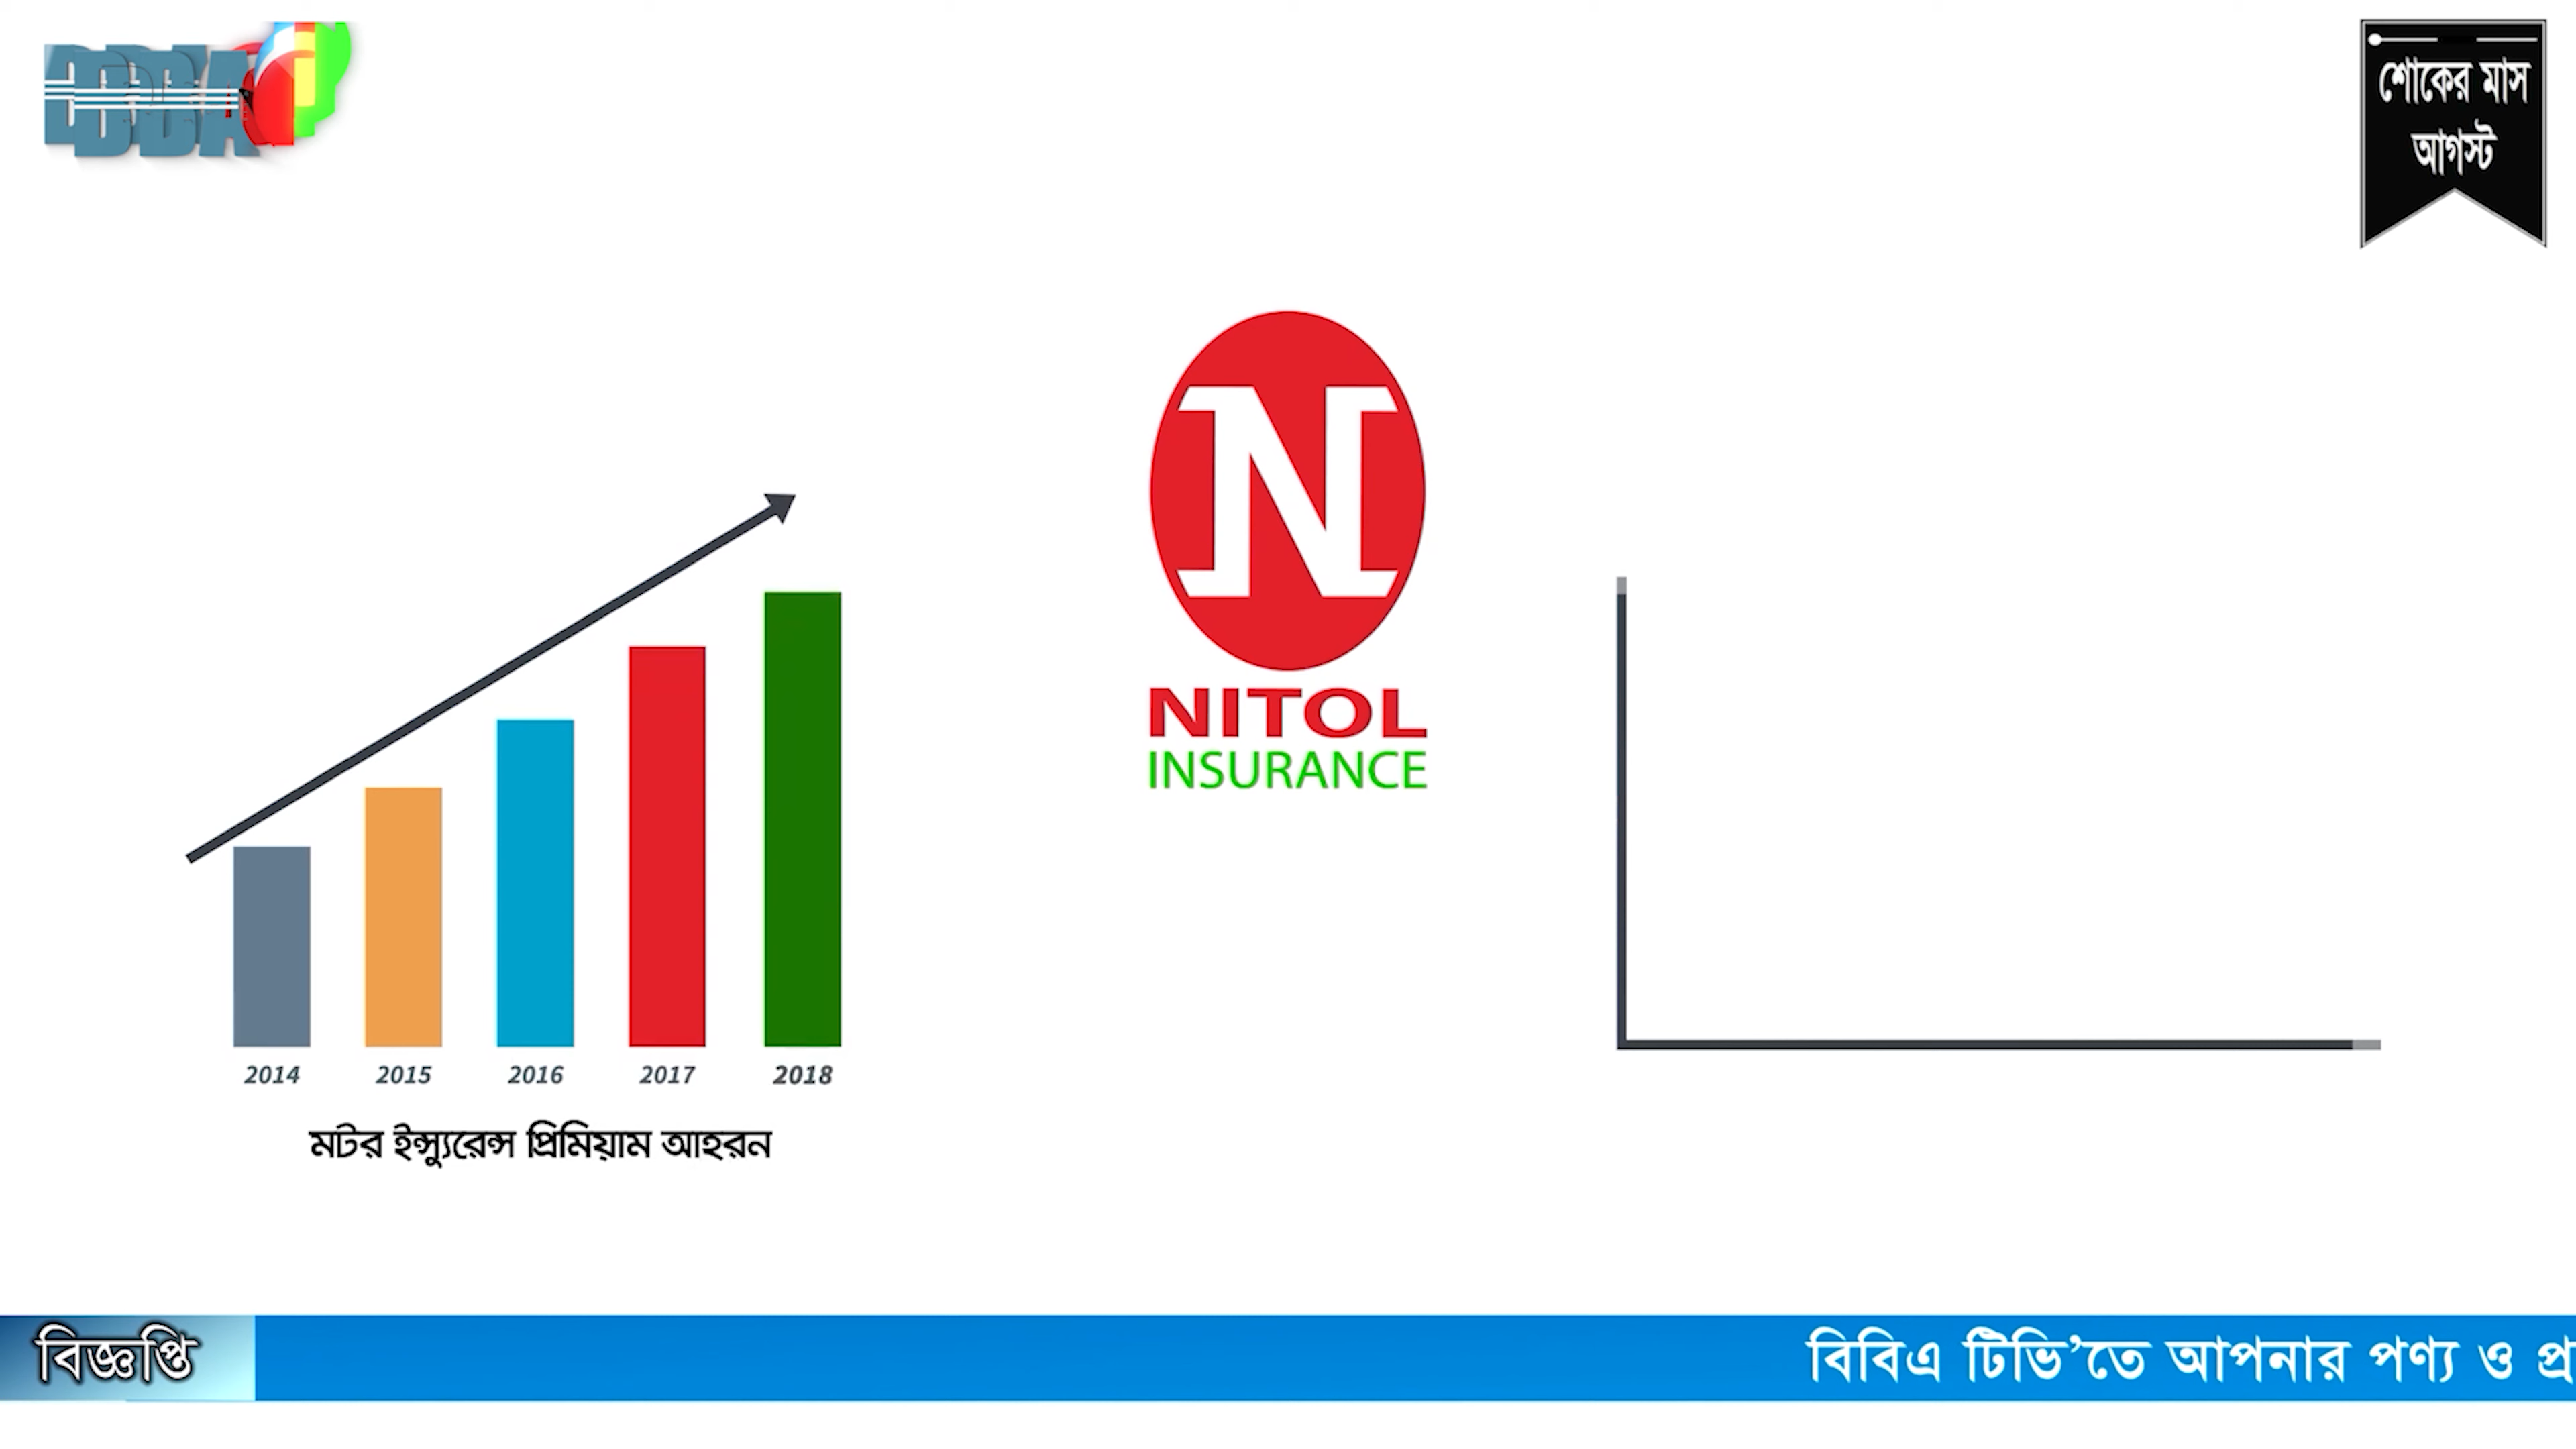 শোকের মাস
আগস্ট
N
NITOL
INSURANCE
2014 2015 2016 2017 2018
মটর ইন্স্যুরেন্স প্রিমিয়াম আহরন
বিজ্ঞপ্তি
বিবিএ টিভি’তে আপনার পণ্য ও প্র